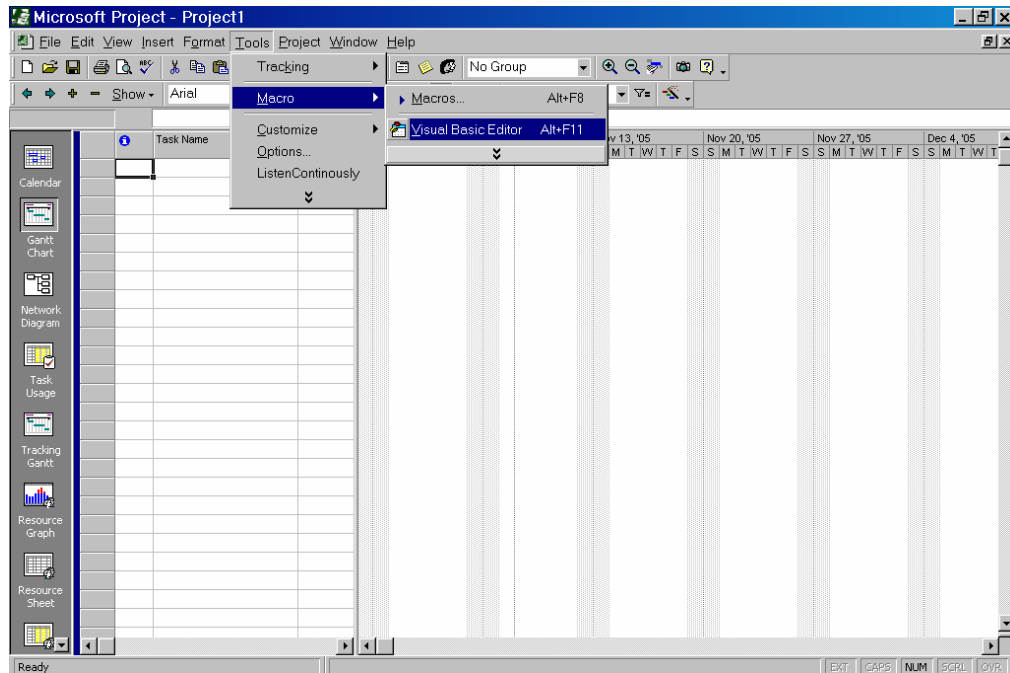 Microsoft Project - Project1
File Edit View Insert Format Tools Project Window Help
No Group
Show Arial
Tracking
Macro
Customize
Options...
ListenContinously
Macros... Alt+F8
Visual Basic Editor Alt+F11
Task Name
v 13, '05 Nov 20, '05 Nov 27, '05 Dec 4, '05
M T W T F S S M T W T F S S M T W T F S S M T W T
Calendar
Gantt
Chart
Network
Diagram
Task
Usage
Tracking
Gantt
Resource
Graph
Resource
Sheet
Ready EXT CAPS NUM SCRL OVR